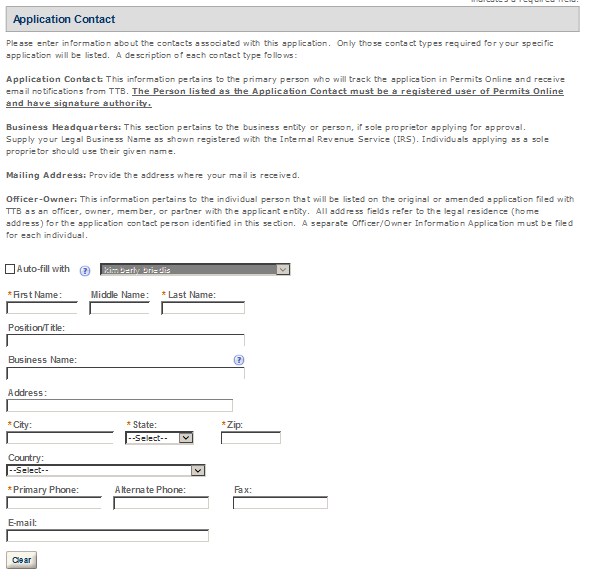 Indicates a required field.
Application Contact
Please enter information about the contacts associated with this application. Only those contact types required for your specific
application will be listed. A description of each contact type follows:
Application Contact: This information pertains to the primary person who will track the application in Permits Online and receive
email notifications from TTB. The Person listed as the Application Contact must be a registered user of Permits Online
and have signature authority.
Business Headquarters: This section pertains to the business entity or person, if sole proprietor applying for approval.
Supply your Legal Business Name as shown registered with the Internal Revenue Service (IRS). Individuals applying as a sole
proprietor should use their given name.
Mailing Address: Provide the address where your mail is received.
Officer-Owner: This information pertains to the individual person that will be listed on the original or amended application filed with
TTB as an officer, owner, member, or partner with the applicant entity. All address fields refer to the legal residence (home
address) for the application contact person identified in this section. A separate Officer/Owner Information Application must be filed
for each individual.
Auto-fill with ? Kimberly Briedis
*First Name: Middle Name: *Last Name:
Position/Title:
Business Name: ?
Address:
*City: *State: *Zip:
--Select--
Country:
--Select--
*Primary Phone: Alternate Phone: Fax:
E-mail:
Clear